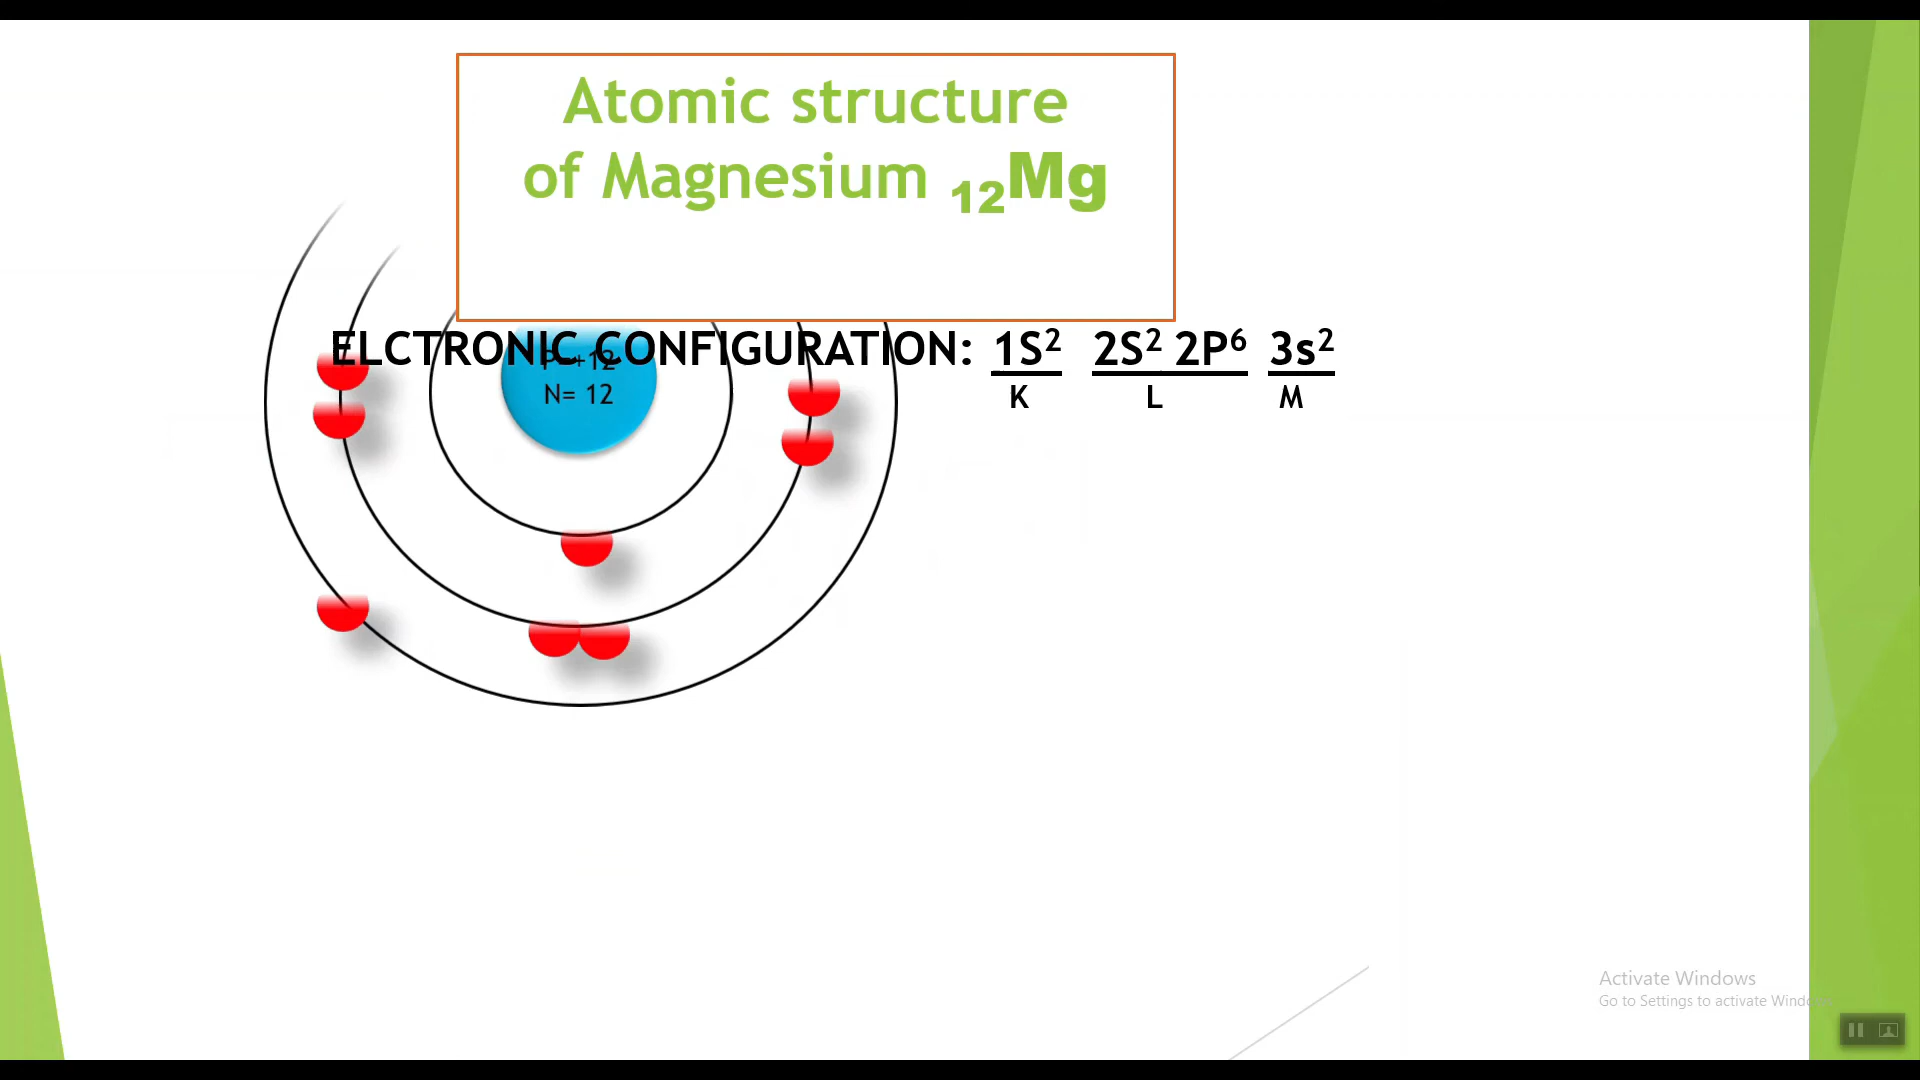 Atomic structure
of Magnesium ₁₂Mg
ELCTRONIC CONFIGURATION: 1S² 2S² 2P⁶ 3s²
K L M
P=+12
N= 12
Activate Windows
Go to Settings to activate Windows.